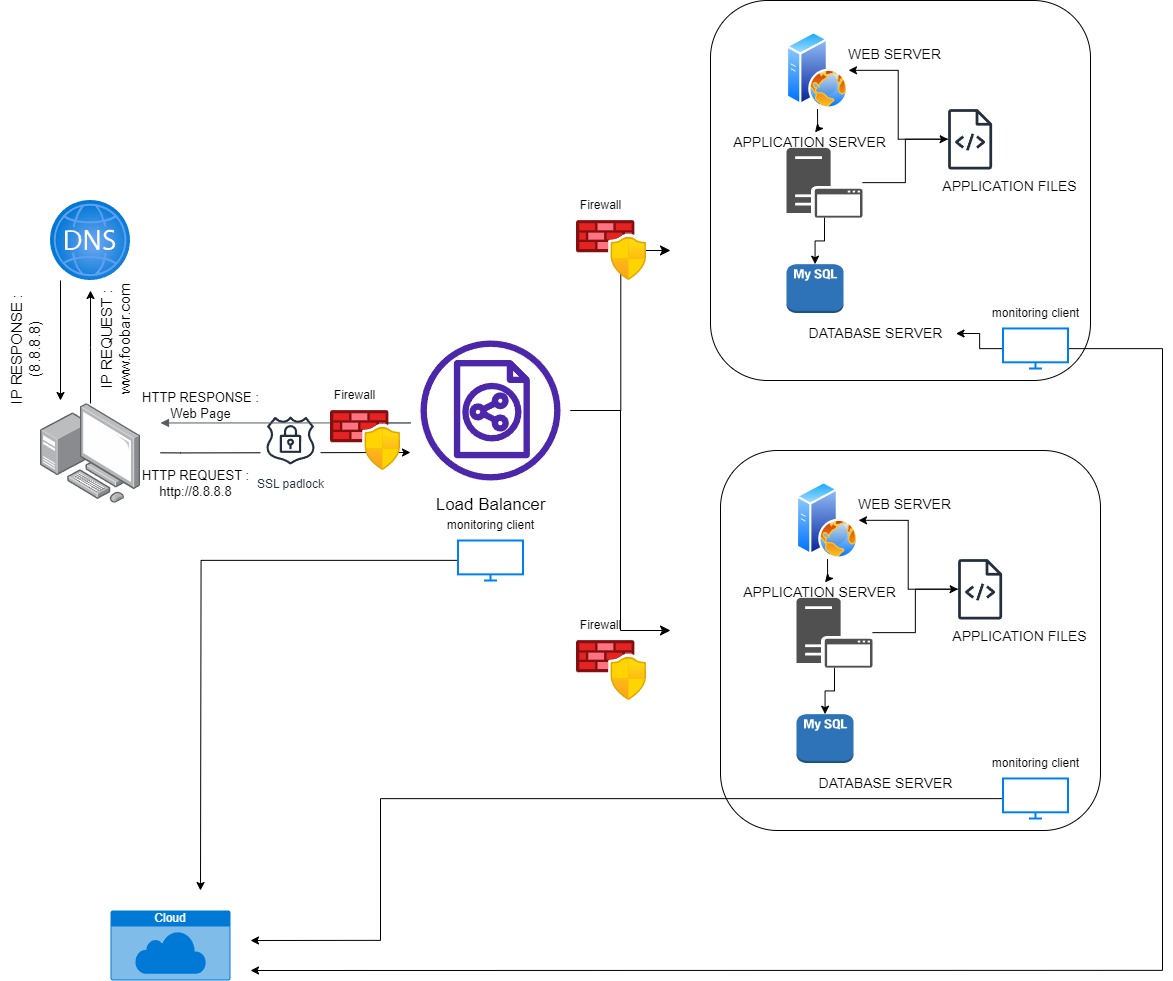 WEB SERVER
APPLICATION SERVER
</>
APPLICATION FILES
My SQL
monitoring client
DATABASE SERVER
Firewall
DNS
IP RESPONSE :
(8.8.8.8)
IP REQUEST :
www.foobar.com
HTTP RESPONSE :
Web Page
Firewall
HTTP REQUEST :
http://8.8.8.8
SSL padlock
Load Balancer
monitoring client
WEB SERVER
APPLICATION SERVER
</>
APPLICATION FILES
Firewall
My SQL
monitoring client
DATABASE SERVER
Cloud